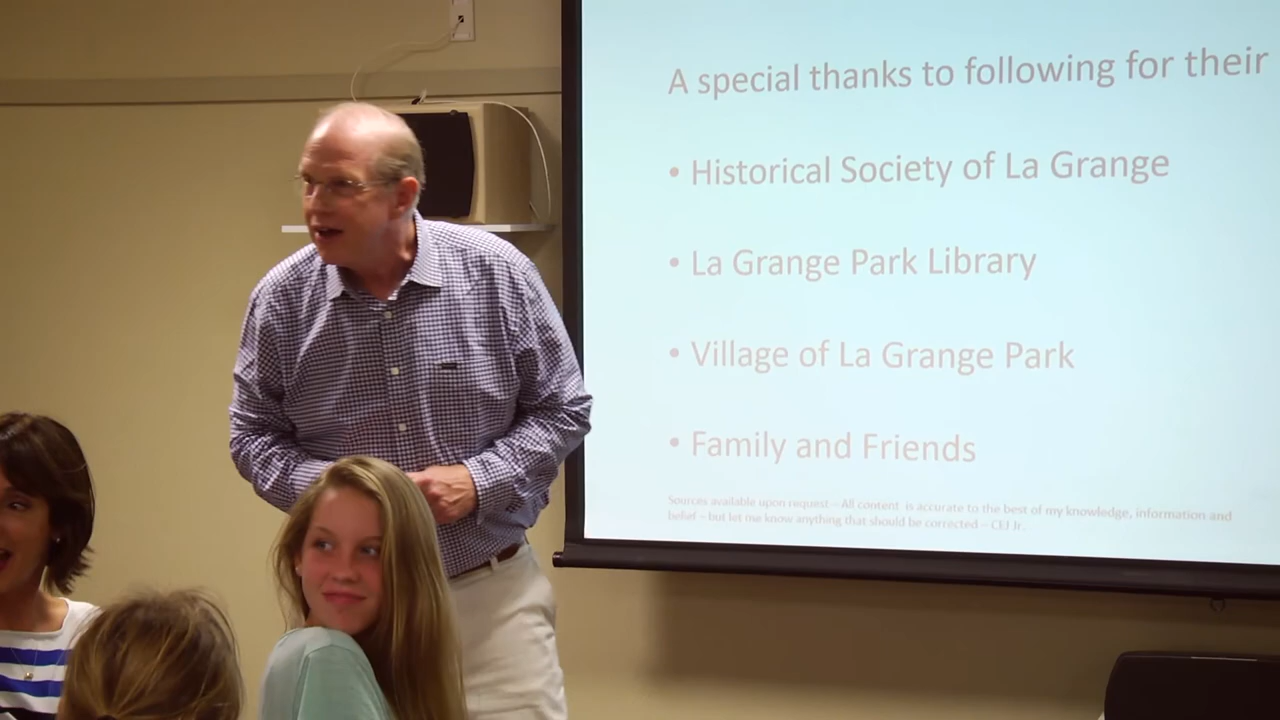 A special thanks to following for their
• Historical Society of La Grange
• La Grange Park Library
• Village of La Grange Park
• Family and Friends
Sources available upon request – All content is accurate to the best of my knowledge, information and
belief – but let me know anything that should be corrected – CEJ Jr.